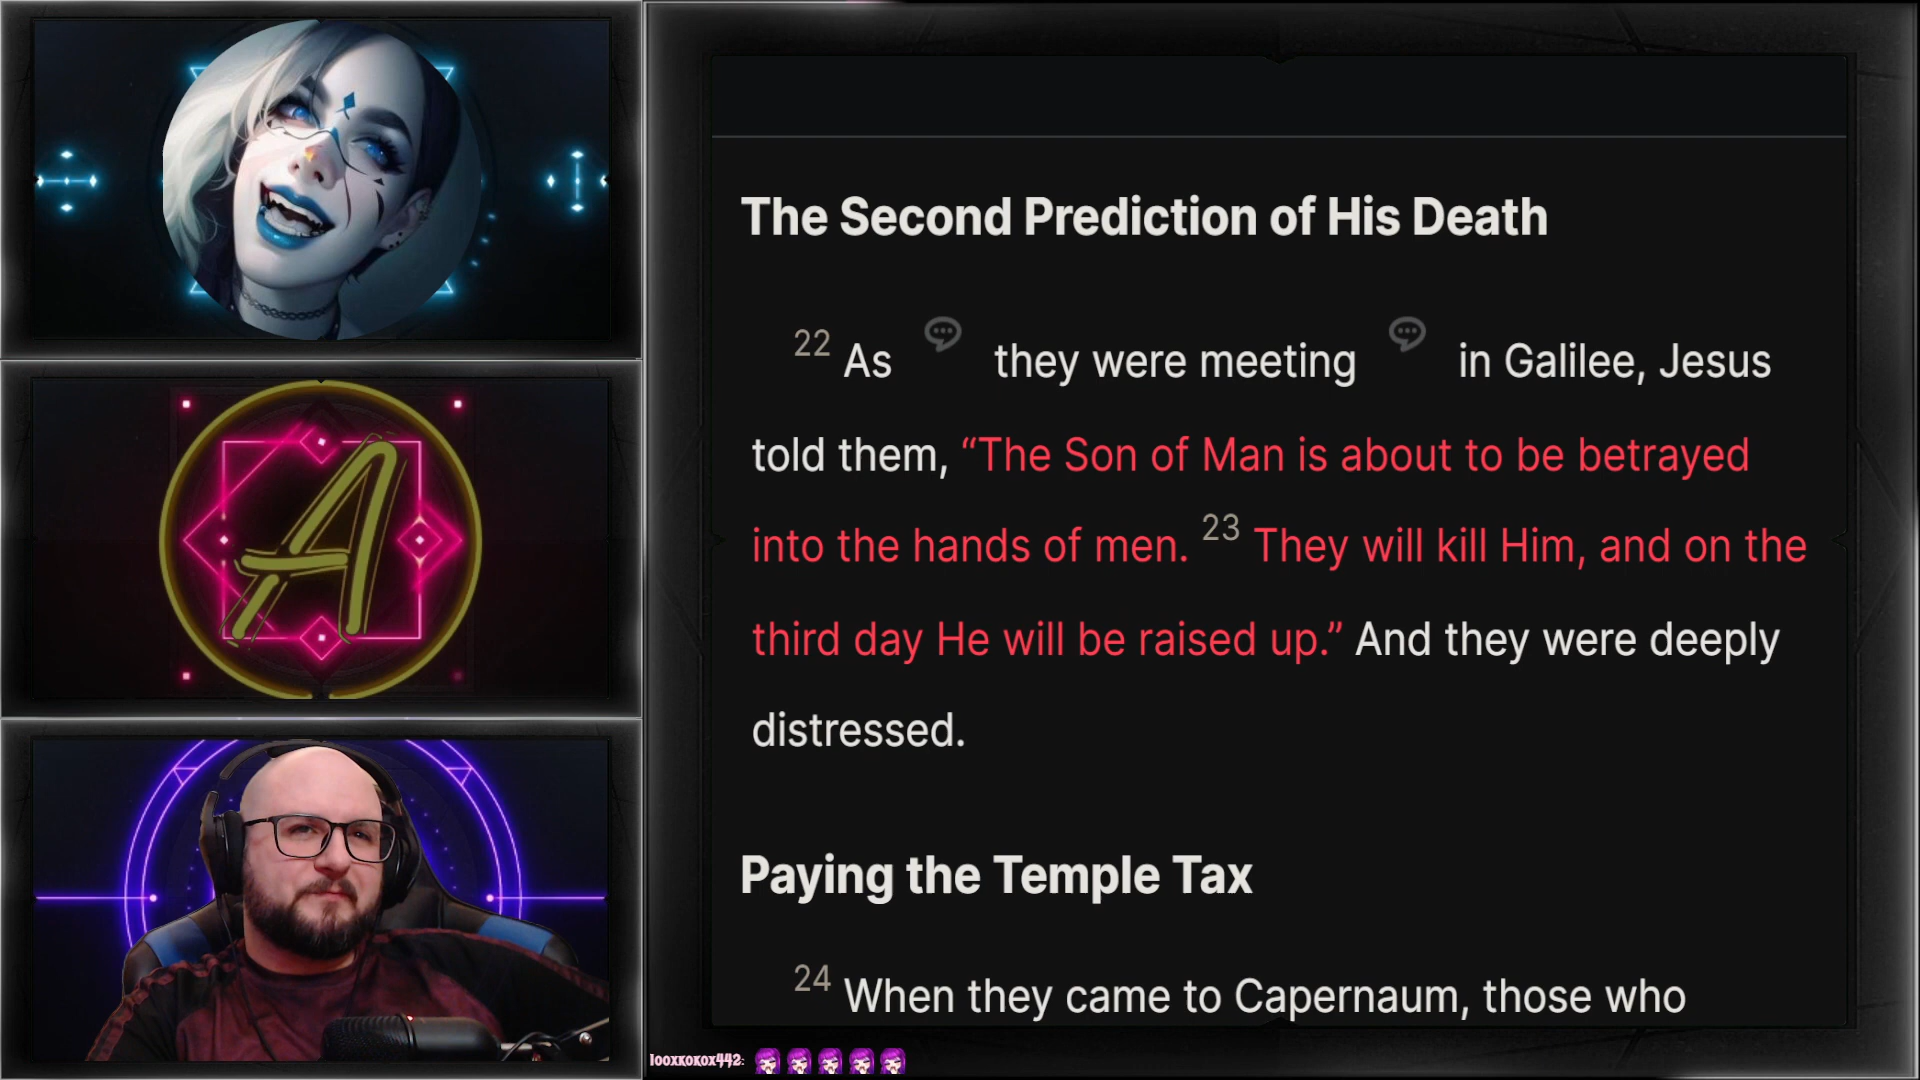 The Second Prediction of His Death
22 As they were meeting in Galilee, Jesus
told them, “The Son of Man is about to be betrayed
into the hands of men. 23 They will kill Him, and on the
third day He will be raised up.” And they were deeply
distressed.
Paying the Temple Tax
24 When they came to Capernaum, those who
A
looxkokox442: